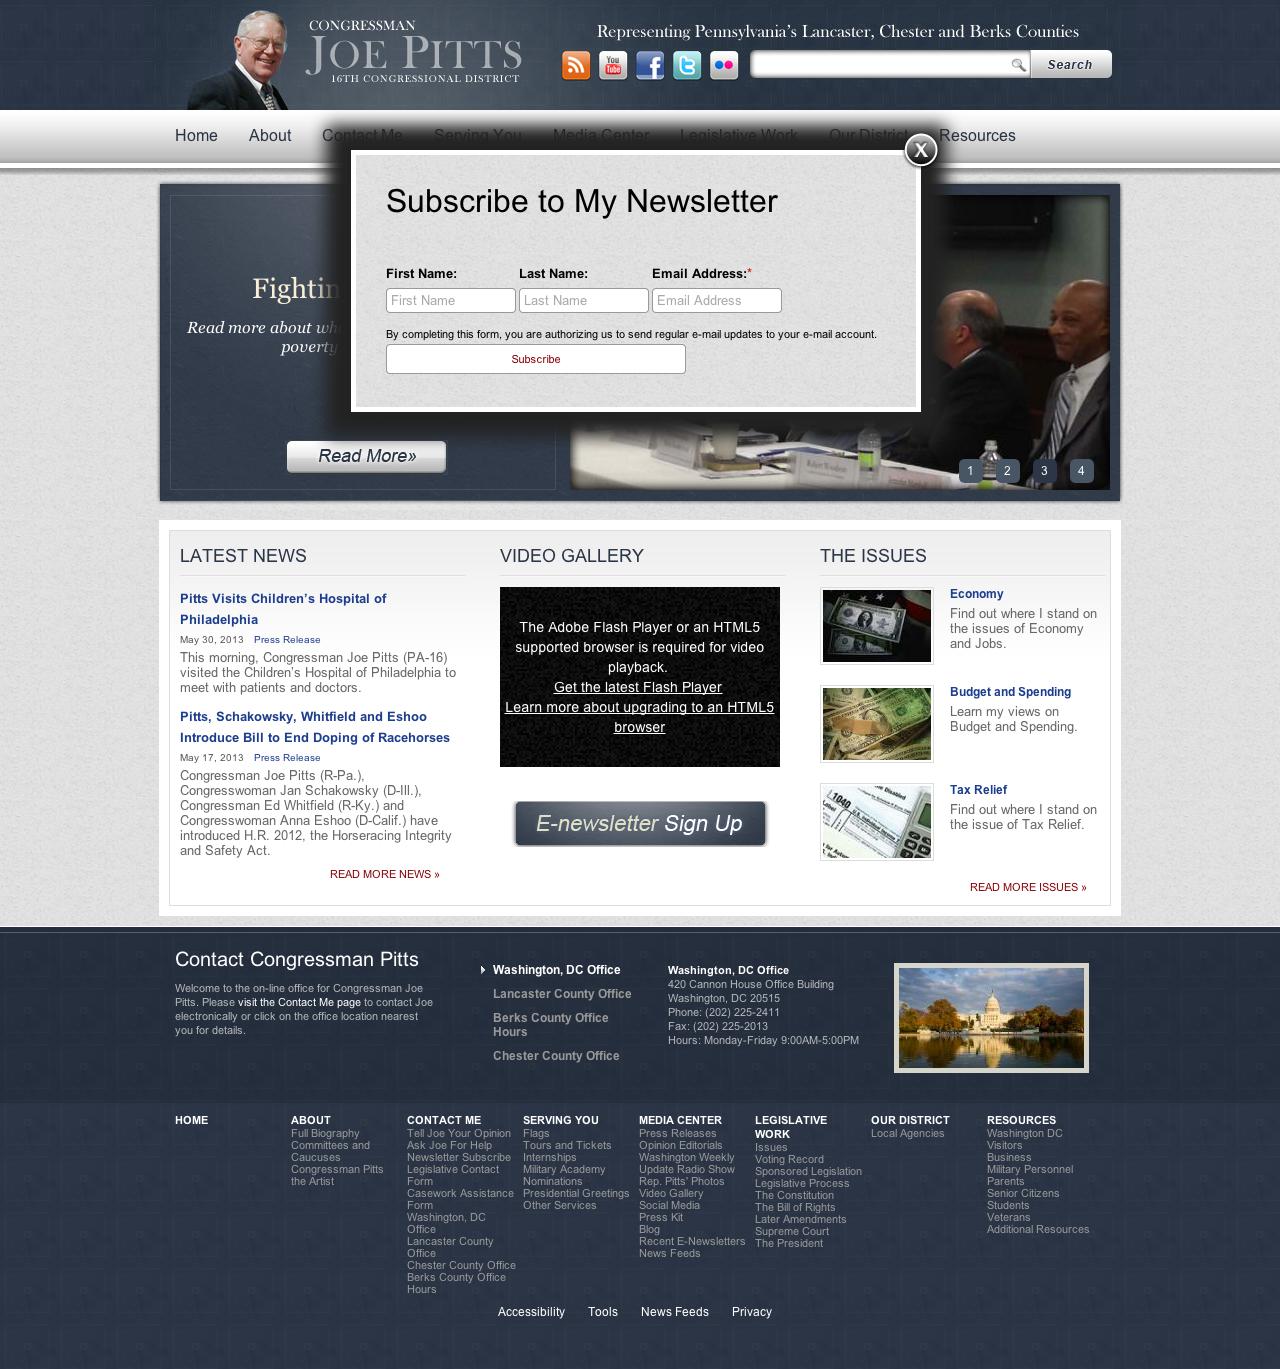 CONGRESSMAN
JOE PITTS
16TH CONGRESSIONAL DISTRICT
Representing Pennsylvania's Lancaster, Chester and Berks Counties
You
Tube
Search
Home About Contact Me Serving You Media Center Legislative Work Our District Resources
X
Subscribe to My Newsletter
First Name: Last Name: Email Address:*
First Name Last Name Email Address
By completing this form, you are authorizing us to send regular e-mail updates to your e-mail account.
Subscribe
Fightin
Read more about wh
poverty
Read More»
1 2 3 4
LATEST NEWS
Pitts Visits Children's Hospital of
Philadelphia
May 30, 2013 Press Release
This morning, Congressman Joe Pitts (PA-16)
visited the Children's Hospital of Philadelphia to
meet with patients and doctors.
Pitts, Schakowsky, Whitfield and Eshoo
Introduce Bill to End Doping of Racehorses
May 17, 2013 Press Release
Congressman Joe Pitts (R-Pa.),
Congresswoman Jan Schakowsky (D-Ill.),
Congressman Ed Whitfield (R-Ky.) and
Congresswoman Anna Eshoo (D-Calif.) have
introduced H.R. 2012, the Horseracing Integrity
and Safety Act.
READ MORE NEWS »
VIDEO GALLERY
The Adobe Flash Player or an HTML5
supported browser is required for video
playback.
Get the latest Flash Player
Learn more about upgrading to an HTML5
browser
E-newsletter Sign Up
THE ISSUES
Economy
Find out where I stand on
the issues of Economy
and Jobs.
Budget and Spending
Learn my views on
Budget and Spending.
1040
Tax Relief
Find out where I stand on
the issue of Tax Relief.
READ MORE ISSUES »
Contact Congressman Pitts
Welcome to the on-line office for Congressman Joe
Pitts. Please visit the Contact Me page to contact Joe
electronically or click on the office location nearest
you for details.
Washington, DC Office
Lancaster County Office
Berks County Office
Hours
Chester County Office
Washington, DC Office
420 Cannon House Office Building
Washington, DC 20515
Phone: (202) 225-2411
Fax: (202) 225-2013
Hours: Monday-Friday 9:00AM-5:00PM
HOME
ABOUT
Full Biography
Committees and
Caucuses
Congressman Pitts
the Artist
CONTACT ME
Tell Joe Your Opinion
Ask Joe For Help
Newsletter Subscribe
Legislative Contact
Form
Casework Assistance
Form
Washington, DC
Office
Lancaster County
Office
Chester County Office
Berks County Office
Hours
SERVING YOU
Flags
Tours and Tickets
Internships
Military Academy
Nominations
Presidential Greetings
Other Services
MEDIA CENTER
Press Releases
Opinion Editorials
Washington Weekly
Update Radio Show
Rep. Pitts' Photos
Video Gallery
Social Media
Press Kit
Blog
Recent E-Newsletters
News Feeds
LEGISLATIVE
WORK
Issues
Voting Record
Sponsored Legislation
Legislative Process
The Constitution
The Bill of Rights
Later Amendments
Supreme Court
The President
OUR DISTRICT
Local Agencies
RESOURCES
Washington DC
Visitors
Business
Military Personnel
Parents
Senior Citizens
Students
Veterans
Additional Resources
Accessibility Tools News Feeds Privacy